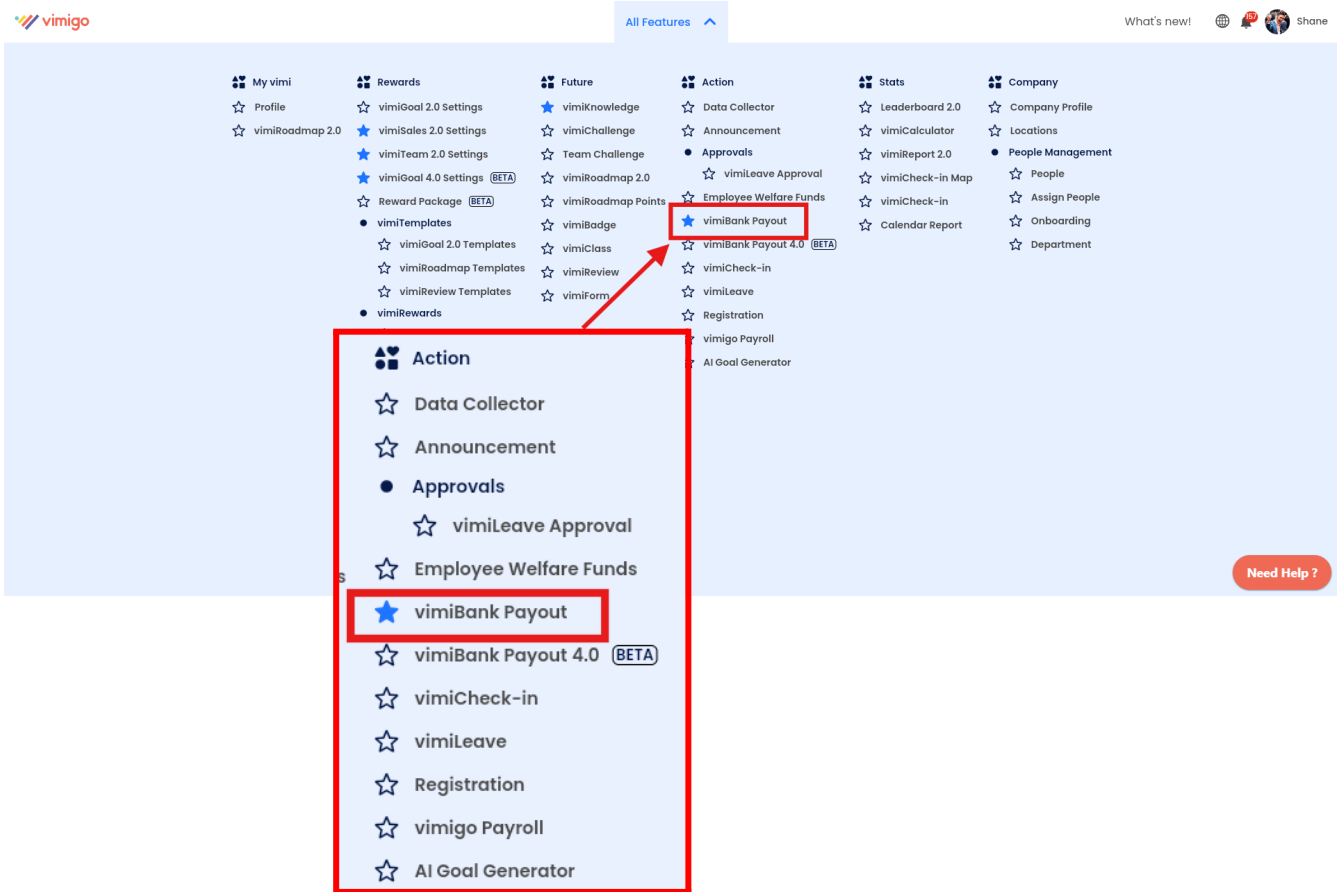 vimigo
All Features
What's new!
157
Shane
My vimi
Profile
vimiRoadmap 2.0
Rewards
vimiGoal 2.0 Settings
vimiSales 2.0 Settings
vimiTeam 2.0 Settings
vimiGoal 4.0 Settings BETA
Reward Package BETA
vimiTemplates
vimiGoal 2.0 Templates
vimiRoadmap Templates
vimiReview Templates
vimiRewards
Future
vimiKnowledge
vimiChallenge
Team Challenge
vimiRoadmap 2.0
vimiRoadmap Points
vimiBadge
vimiClass
vimiReview
vimiForm
Action
Data Collector
Announcement
Approvals
vimiLeave Approval
Employee Welfare Funds
vimiBank Payout
vimiBank Payout 4.0 BETA
vimiCheck-in
vimiLeave
Registration
vimigo Payroll
AI Goal Generator
Stats
Leaderboard 2.0
vimiCalculator
vimiReport 2.0
vimiCheck-in Map
vimiCheck-in
Calendar Report
Company
Company Profile
Locations
People Management
People
Assign People
Onboarding
Department
Action
Data Collector
Announcement
Approvals
vimiLeave Approval
Employee Welfare Funds
s
vimiBank Payout
vimiBank Payout 4.0 BETA
vimiCheck-in
vimiLeave
Registration
vimigo Payroll
AI Goal Generator
Need Help ?